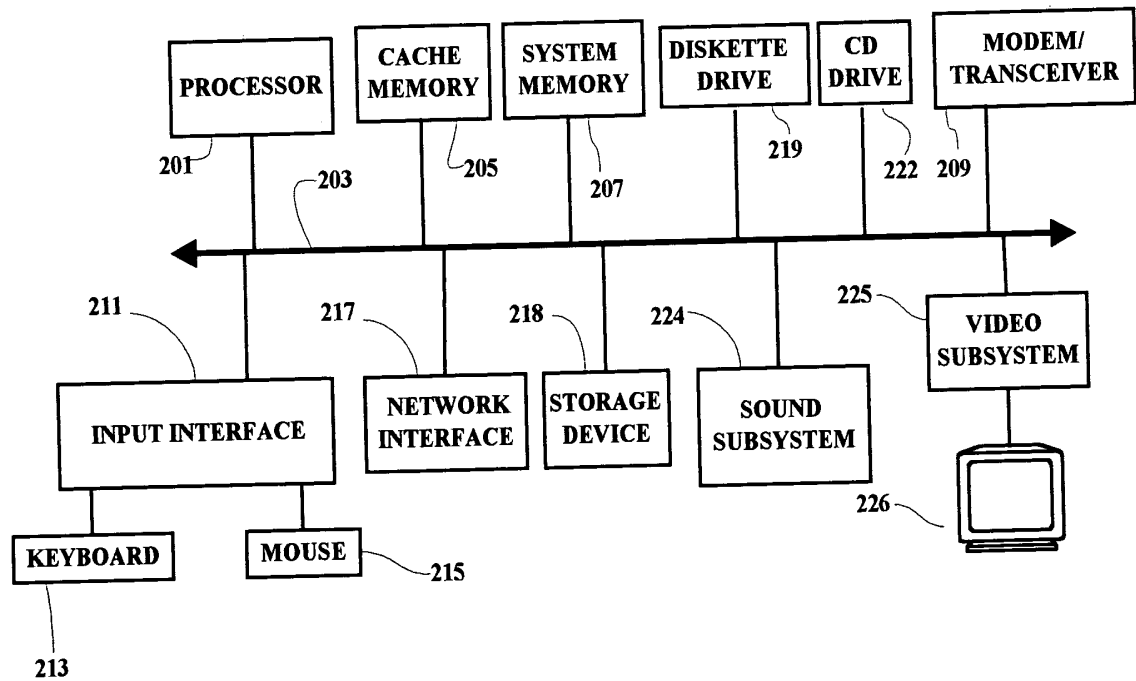 PROCESSOR
CACHE
MEMORY
SYSTEM
MEMORY
DISKETTE
DRIVE
CD
DRIVE
MODEM/
TRANSCEIVER
201
203
205
207
219
222
209
211
217
218
224
225
INPUT INTERFACE
NETWORK
INTERFACE
STORAGE
DEVICE
SOUND
SUBSYSTEM
VIDEO
SUBSYSTEM
226
KEYBOARD
MOUSE
215
213